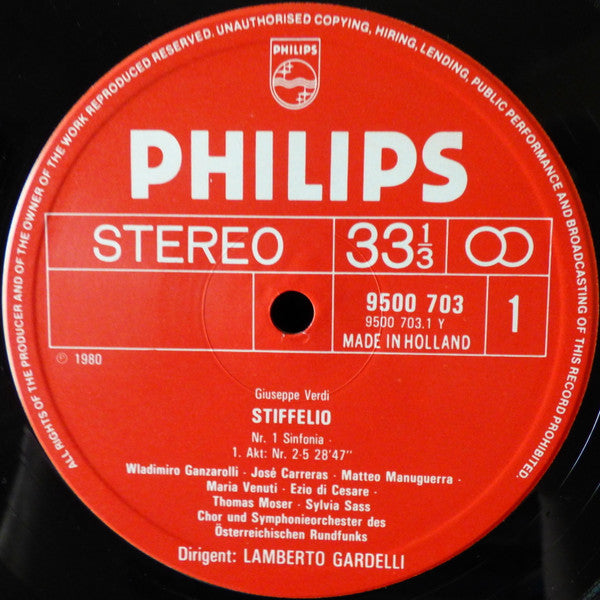 ALL RIGHTS OF THE PRODUCER AND OF THE OWNER OF THE WORK REPRODUCED RESERVED. UNAUTHORISED COPYING, HIRING, LENDING, PUBLIC PERFORMANCE AND BROADCASTING OF THIS RECORD PROHIBITED.
PHILIPS
PHILIPS
STEREO 33 1/3
9500 703 1
9500 703.1 Y
MADE IN HOLLAND
℗ 1980
Giuseppe Verdi
STIFFELIO
Nr. 1 Sinfonia ·
1. Akt: Nr. 2-5 28'47"
Wladimiro Ganzarolli · José Carreras · Matteo Manuguerra ·
Maria Venuti · Ezio di Cesare ·
Thomas Moser · Sylvia Sass
Chor und Symphonieorchester des
Österreichischen Rundfunks
Dirigent: LAMBERTO GARDELLI